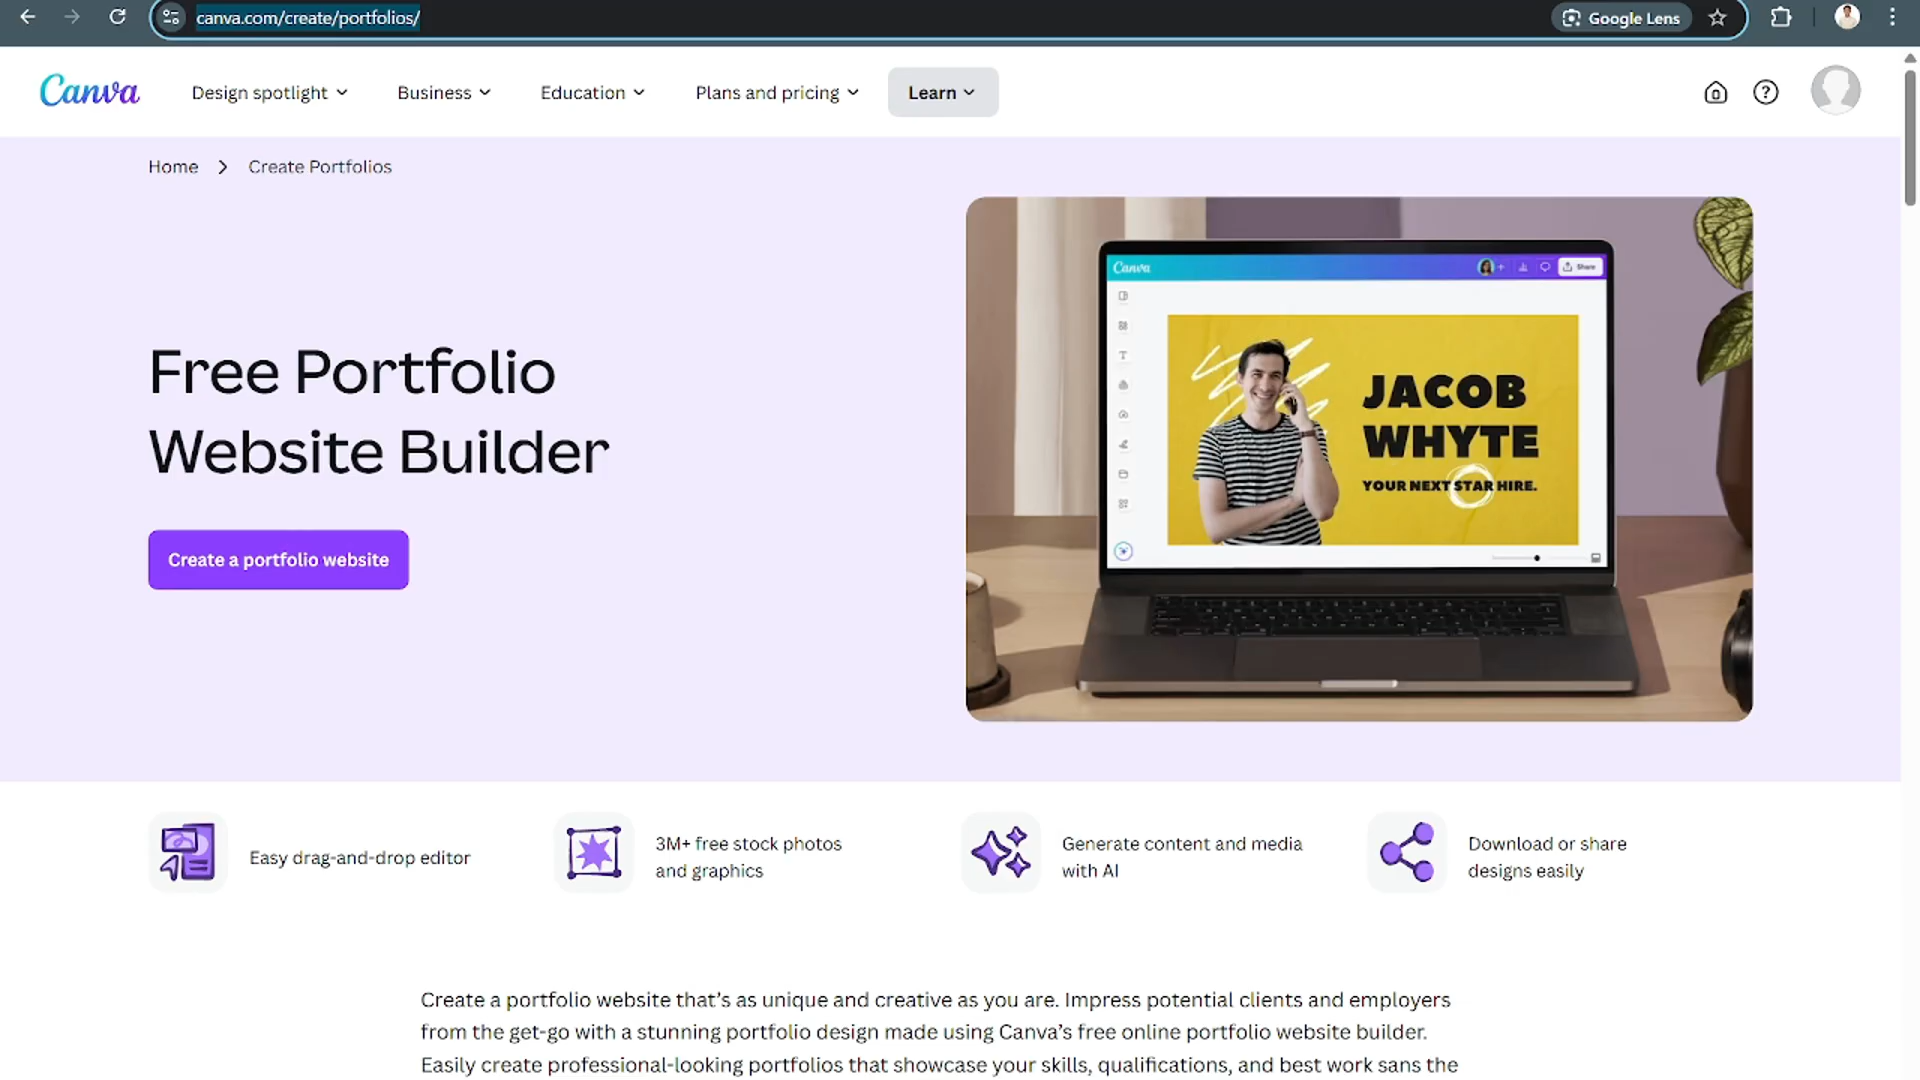 canva.com/create/portfolios/
Google Lens
Canva
Design spotlight
Business
Education
Plans and pricing
Learn
Home
Create Portfolios
Canva
Share
JACOB
WHYTE
YOUR NEXT STAR HIRE.
Free Portfolio
Website Builder
Create a portfolio website
Easy drag-and-drop editor
3M+ free stock photos
and graphics
Generate content and media
with AI
Download or share
designs easily
Create a portfolio website that’s as unique and creative as you are. Impress potential clients and employers
from the get-go with a stunning portfolio design made using Canva’s free online portfolio website builder.
Easily create professional-looking portfolios that showcase your skills, qualifications, and best work sans the